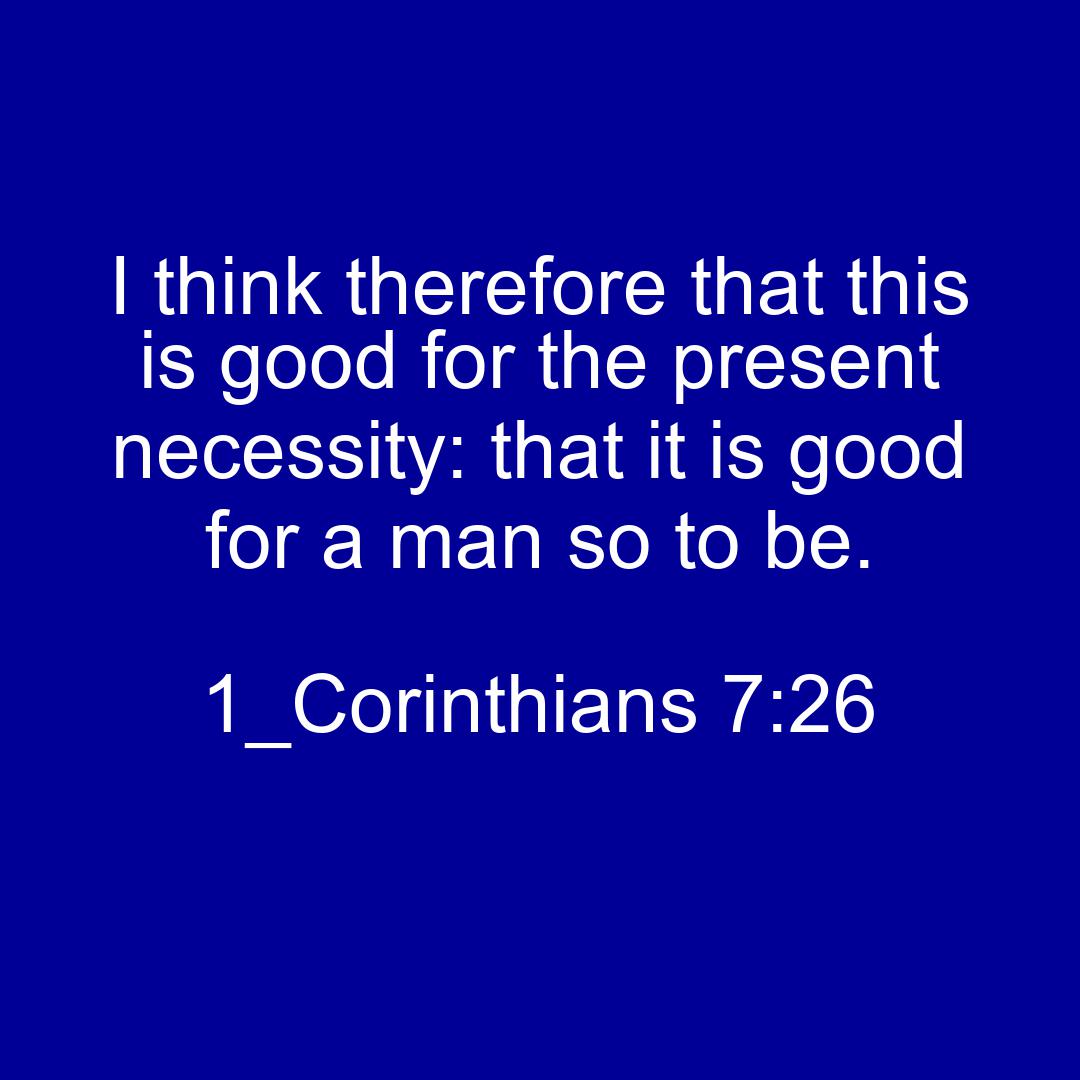 I think therefore that this
is good for the present
necessity: that it is good
for a man so to be.
1_Corinthians 7:26